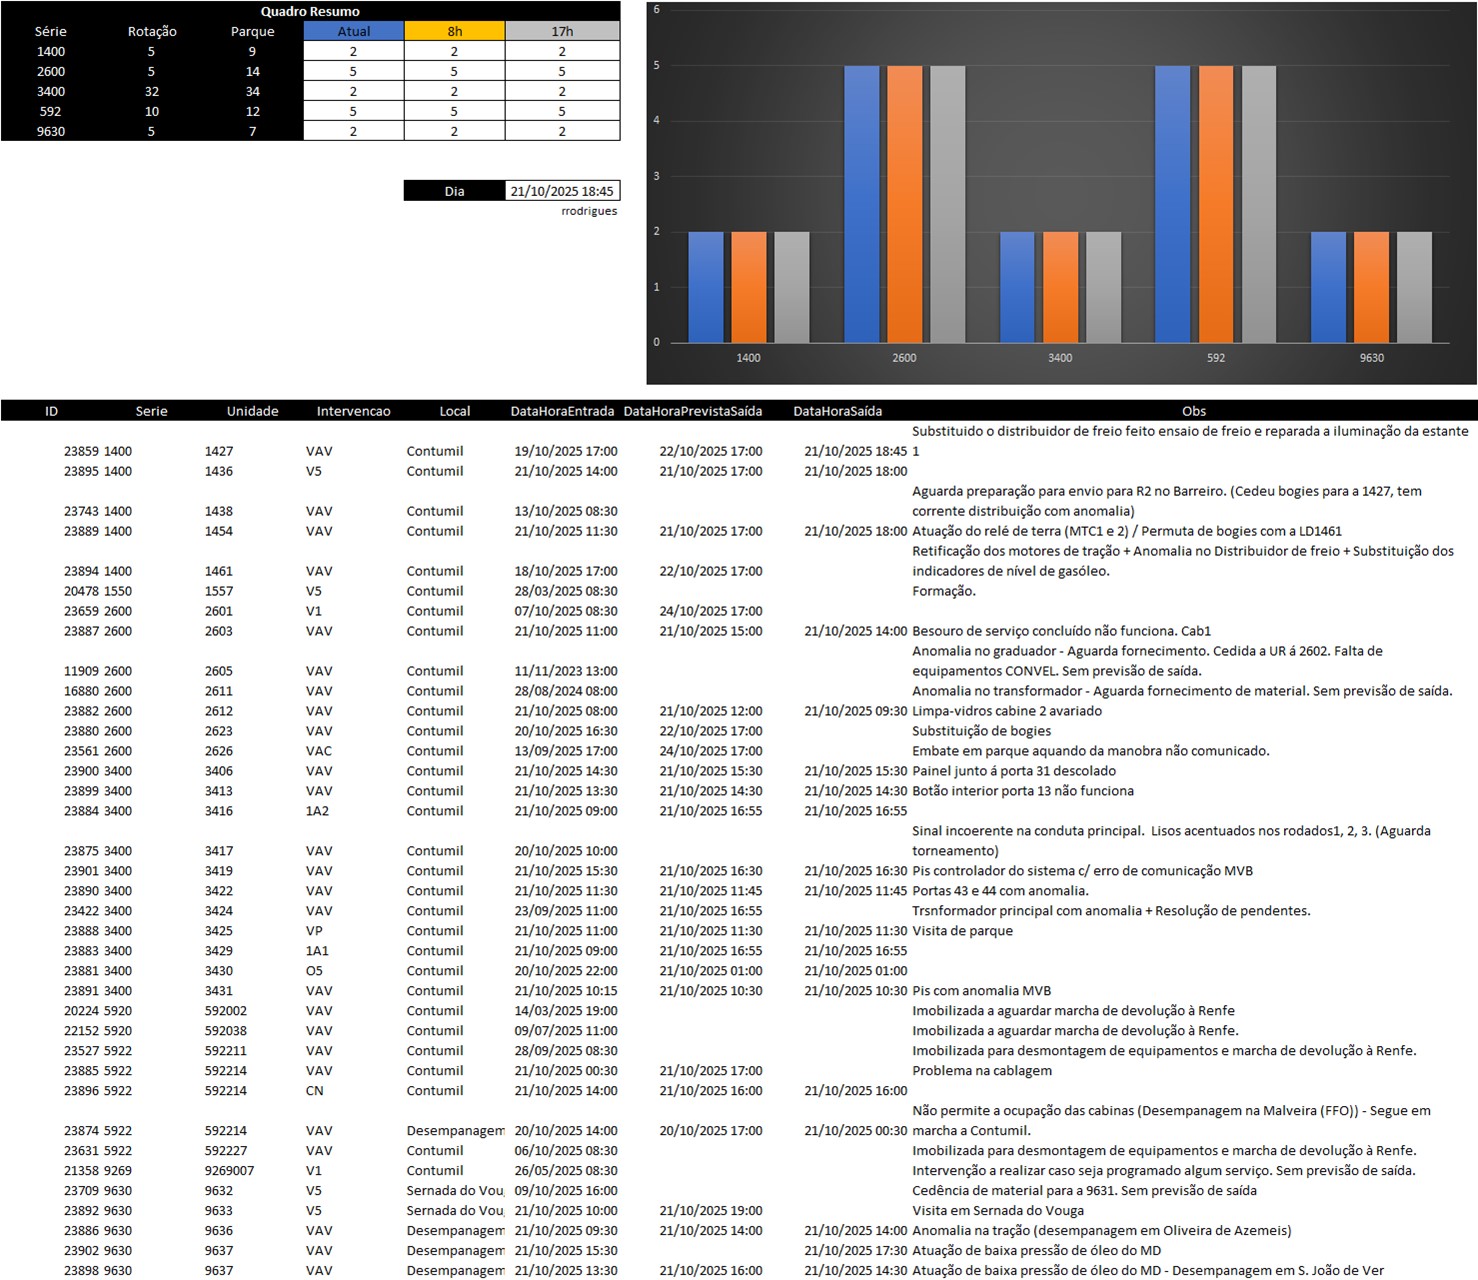 Quadro Resumo
Série Rotação Parque Atual 8h 17h
1400 5 9 2 2 2
2600 5 14 5 5 5
3400 32 34 2 2 2
592 10 12 5 5 5
9630 5 7 2 2 2
Dia 21/10/2025 18:45
rrodrigues
6
5
4
3
2
1
0
1400 2600 3400 592 9630
ID Serie Unidade Intervencao Local DataHoraEntrada DataHoraPrevistaSaída DataHoraSaída Obs
Substituido o distribuidor de freio feito ensaio de freio e reparada a iluminação da estante
23859 1400 1427 VAV Contumil 19/10/2025 17:00 22/10/2025 17:00 21/10/2025 18:45 1
23895 1400 1436 V5 Contumil 21/10/2025 14:00 21/10/2025 17:00 21/10/2025 18:00
Aguarda preparação para envio para R2 no Barreiro. (Cedeu bogies para a 1427, tem
23743 1400 1438 VAV Contumil 13/10/2025 08:30 corrente distribuição com anomalia)
23889 1400 1454 VAV Contumil 21/10/2025 11:30 21/10/2025 17:00 21/10/2025 18:00 Atuação do relé de terra (MTC1 e 2) / Permuta de bogies com a LD1461
Retificação dos motores de tração + Anomalia no Distribuidor de freio + Substituição dos
23894 1400 1461 VAV Contumil 18/10/2025 17:00 22/10/2025 17:00 indicadores de nível de gasóleo.
20478 1550 1557 V5 Contumil 28/03/2025 08:30 Formação.
23659 2600 2601 V1 Contumil 07/10/2025 08:30 24/10/2025 17:00
23887 2600 2603 VAV Contumil 21/10/2025 11:00 21/10/2025 15:00 21/10/2025 14:00 Besouro de serviço concluído não funciona. Cab1
Anomalia no graduador - Aguarda fornecimento. Cedida a UR á 2602. Falta de
11909 2600 2605 VAV Contumil 11/11/2023 13:00 equipamentos CONVEL. Sem previsão de saída.
16880 2600 2611 VAV Contumil 28/08/2024 08:00 Anomalia no transformador - Aguarda fornecimento de material. Sem previsão de saída.
23882 2600 2612 VAV Contumil 21/10/2025 08:00 21/10/2025 12:00 21/10/2025 09:30 Limpa-vidros cabine 2 avariado
23880 2600 2623 VAV Contumil 20/10/2025 16:30 22/10/2025 17:00 Substituição de bogies
23561 2600 2626 VAC Contumil 13/09/2025 17:00 24/10/2025 17:00 Embate em parque aquando da manobra não comunicado.
23900 3400 3406 VAV Contumil 21/10/2025 14:30 21/10/2025 15:30 21/10/2025 15:30 Painel junto á porta 31 descolado
23899 3400 3413 VAV Contumil 21/10/2025 13:30 21/10/2025 14:30 21/10/2025 14:30 Botão interior porta 13 não funciona
23884 3400 3416 1A2 Contumil 21/10/2025 09:00 21/10/2025 16:55 21/10/2025 16:55
Sinal incoerente na conduta principal.  Lisos acentuados nos rodados1, 2, 3. (Aguarda
23875 3400 3417 VAV Contumil 20/10/2025 10:00 torneamento)
23901 3400 3419 VAV Contumil 21/10/2025 15:30 21/10/2025 16:30 21/10/2025 16:30 Pis controlador do sistema c/ erro de comunicação MVB
23890 3400 3422 VAV Contumil 21/10/2025 11:30 21/10/2025 11:45 21/10/2025 11:45 Portas 43 e 44 com anomalia.
23422 3400 3424 VAV Contumil 23/09/2025 11:00 21/10/2025 16:55 Trsnformador principal com anomalia + Resolução de pendentes.
23888 3400 3425 VP Contumil 21/10/2025 11:00 21/10/2025 11:30 21/10/2025 11:30 Visita de parque
23883 3400 3429 1A1 Contumil 21/10/2025 09:00 21/10/2025 16:55 21/10/2025 16:55
23881 3400 3430 O5 Contumil 20/10/2025 22:00 21/10/2025 01:00 21/10/2025 01:00
23891 3400 3431 VAV Contumil 21/10/2025 10:15 21/10/2025 10:30 21/10/2025 10:30 Pis com anomalia MVB
20224 5920 592002 VAV Contumil 14/03/2025 19:00 Imobilizada a aguardar marcha de devolução à Renfe
22152 5920 592038 VAV Contumil 09/07/2025 11:00 Imobilizada a aguardar marcha de devolução à Renfe.
23527 5922 592211 VAV Contumil 28/09/2025 08:30 Imobilizada para desmontagem de equipamentos e marcha de devolução à Renfe.
23885 5922 592214 VAV Contumil 21/10/2025 00:30 21/10/2025 17:00 Problema na cablagem
23896 5922 592214 CN Contumil 21/10/2025 14:00 21/10/2025 16:00 21/10/2025 16:00
Não permite a ocupação das cabinas (Desempanagem na Malveira (FFO)) - Segue em
23874 5922 592214 VAV Desempanagem 20/10/2025 14:00 20/10/2025 17:00 21/10/2025 00:30 marcha a Contumil.
23631 5922 592227 VAV Contumil 06/10/2025 08:30 Imobilizada para desmontagem de equipamentos e marcha de devolução à Renfe.
21358 9269 9269007 V1 Contumil 26/05/2025 08:30 Intervenção a realizar caso seja programado algum serviço. Sem previsão de saída.
23709 9630 9632 V5 Sernada do Vou 09/10/2025 16:00 Cedência de material para a 9631. Sem previsão de saída
23892 9630 9633 V5 Sernada do Vou 21/10/2025 10:00 21/10/2025 19:00 Visita em Sernada do Vouga
23886 9630 9636 VAV Desempanagem 21/10/2025 09:30 21/10/2025 14:00 21/10/2025 14:00 Anomalia na tração (desempanagem em Oliveira de Azemeis)
23902 9630 9637 VAV Desempanagem 21/10/2025 15:30 21/10/2025 17:30 Atuação de baixa pressão de óleo do MD
23898 9630 9637 VAV Desempanagem 21/10/2025 13:30 21/10/2025 16:00 21/10/2025 14:30 Atuação de baixa pressão de óleo do MD - Desempanagem em S. João de Ver